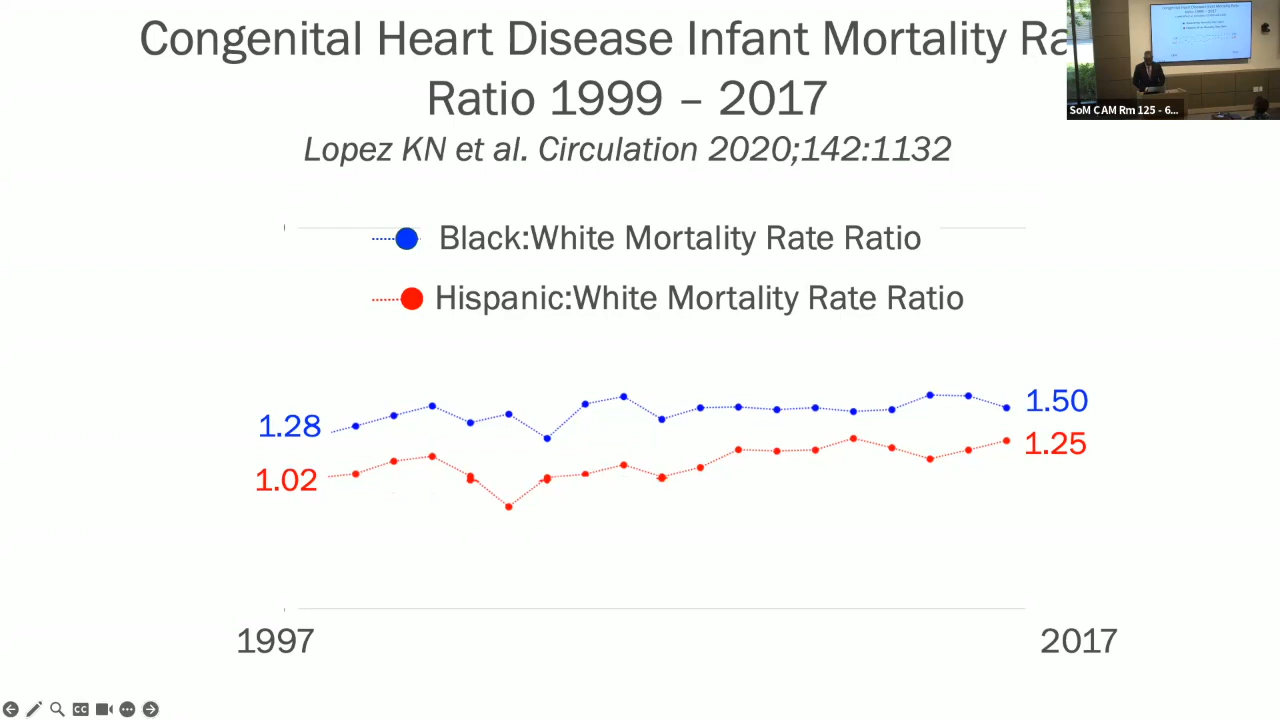 Congenital Heart Disease Infant Mortality Ra
Ratio 1999 – 2017
Lopez KN et al. Circulation 2020;142:1132
Black:White Mortality Rate Ratio
Hispanic:White Mortality Rate Ratio
1.28
1.50
1.02
1.25
1997
2017
SoM CAM Rm 125 - 6...
CC